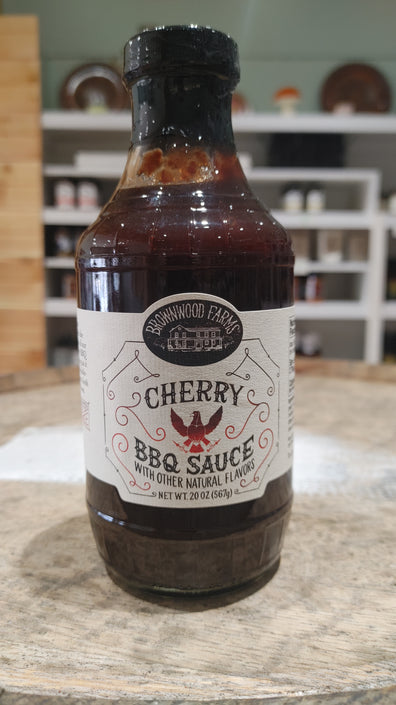 BROWNWOOD FARMS
CHERRY
BBQ SAUCE
WITH OTHER NATURAL FLAVORS
NET WT. 20 OZ (567g)